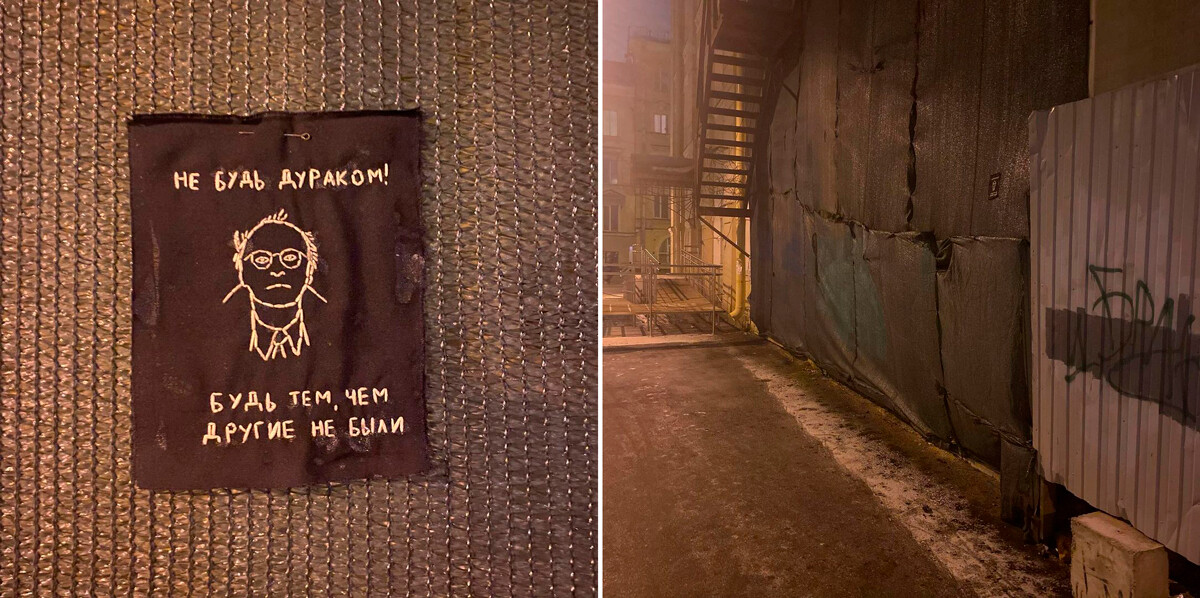 НЕ БУДЬ ДУРАКОМ!
БУДЬ ТЕМ, ЧЕМ
ДРУГИЕ НЕ БЫЛИ